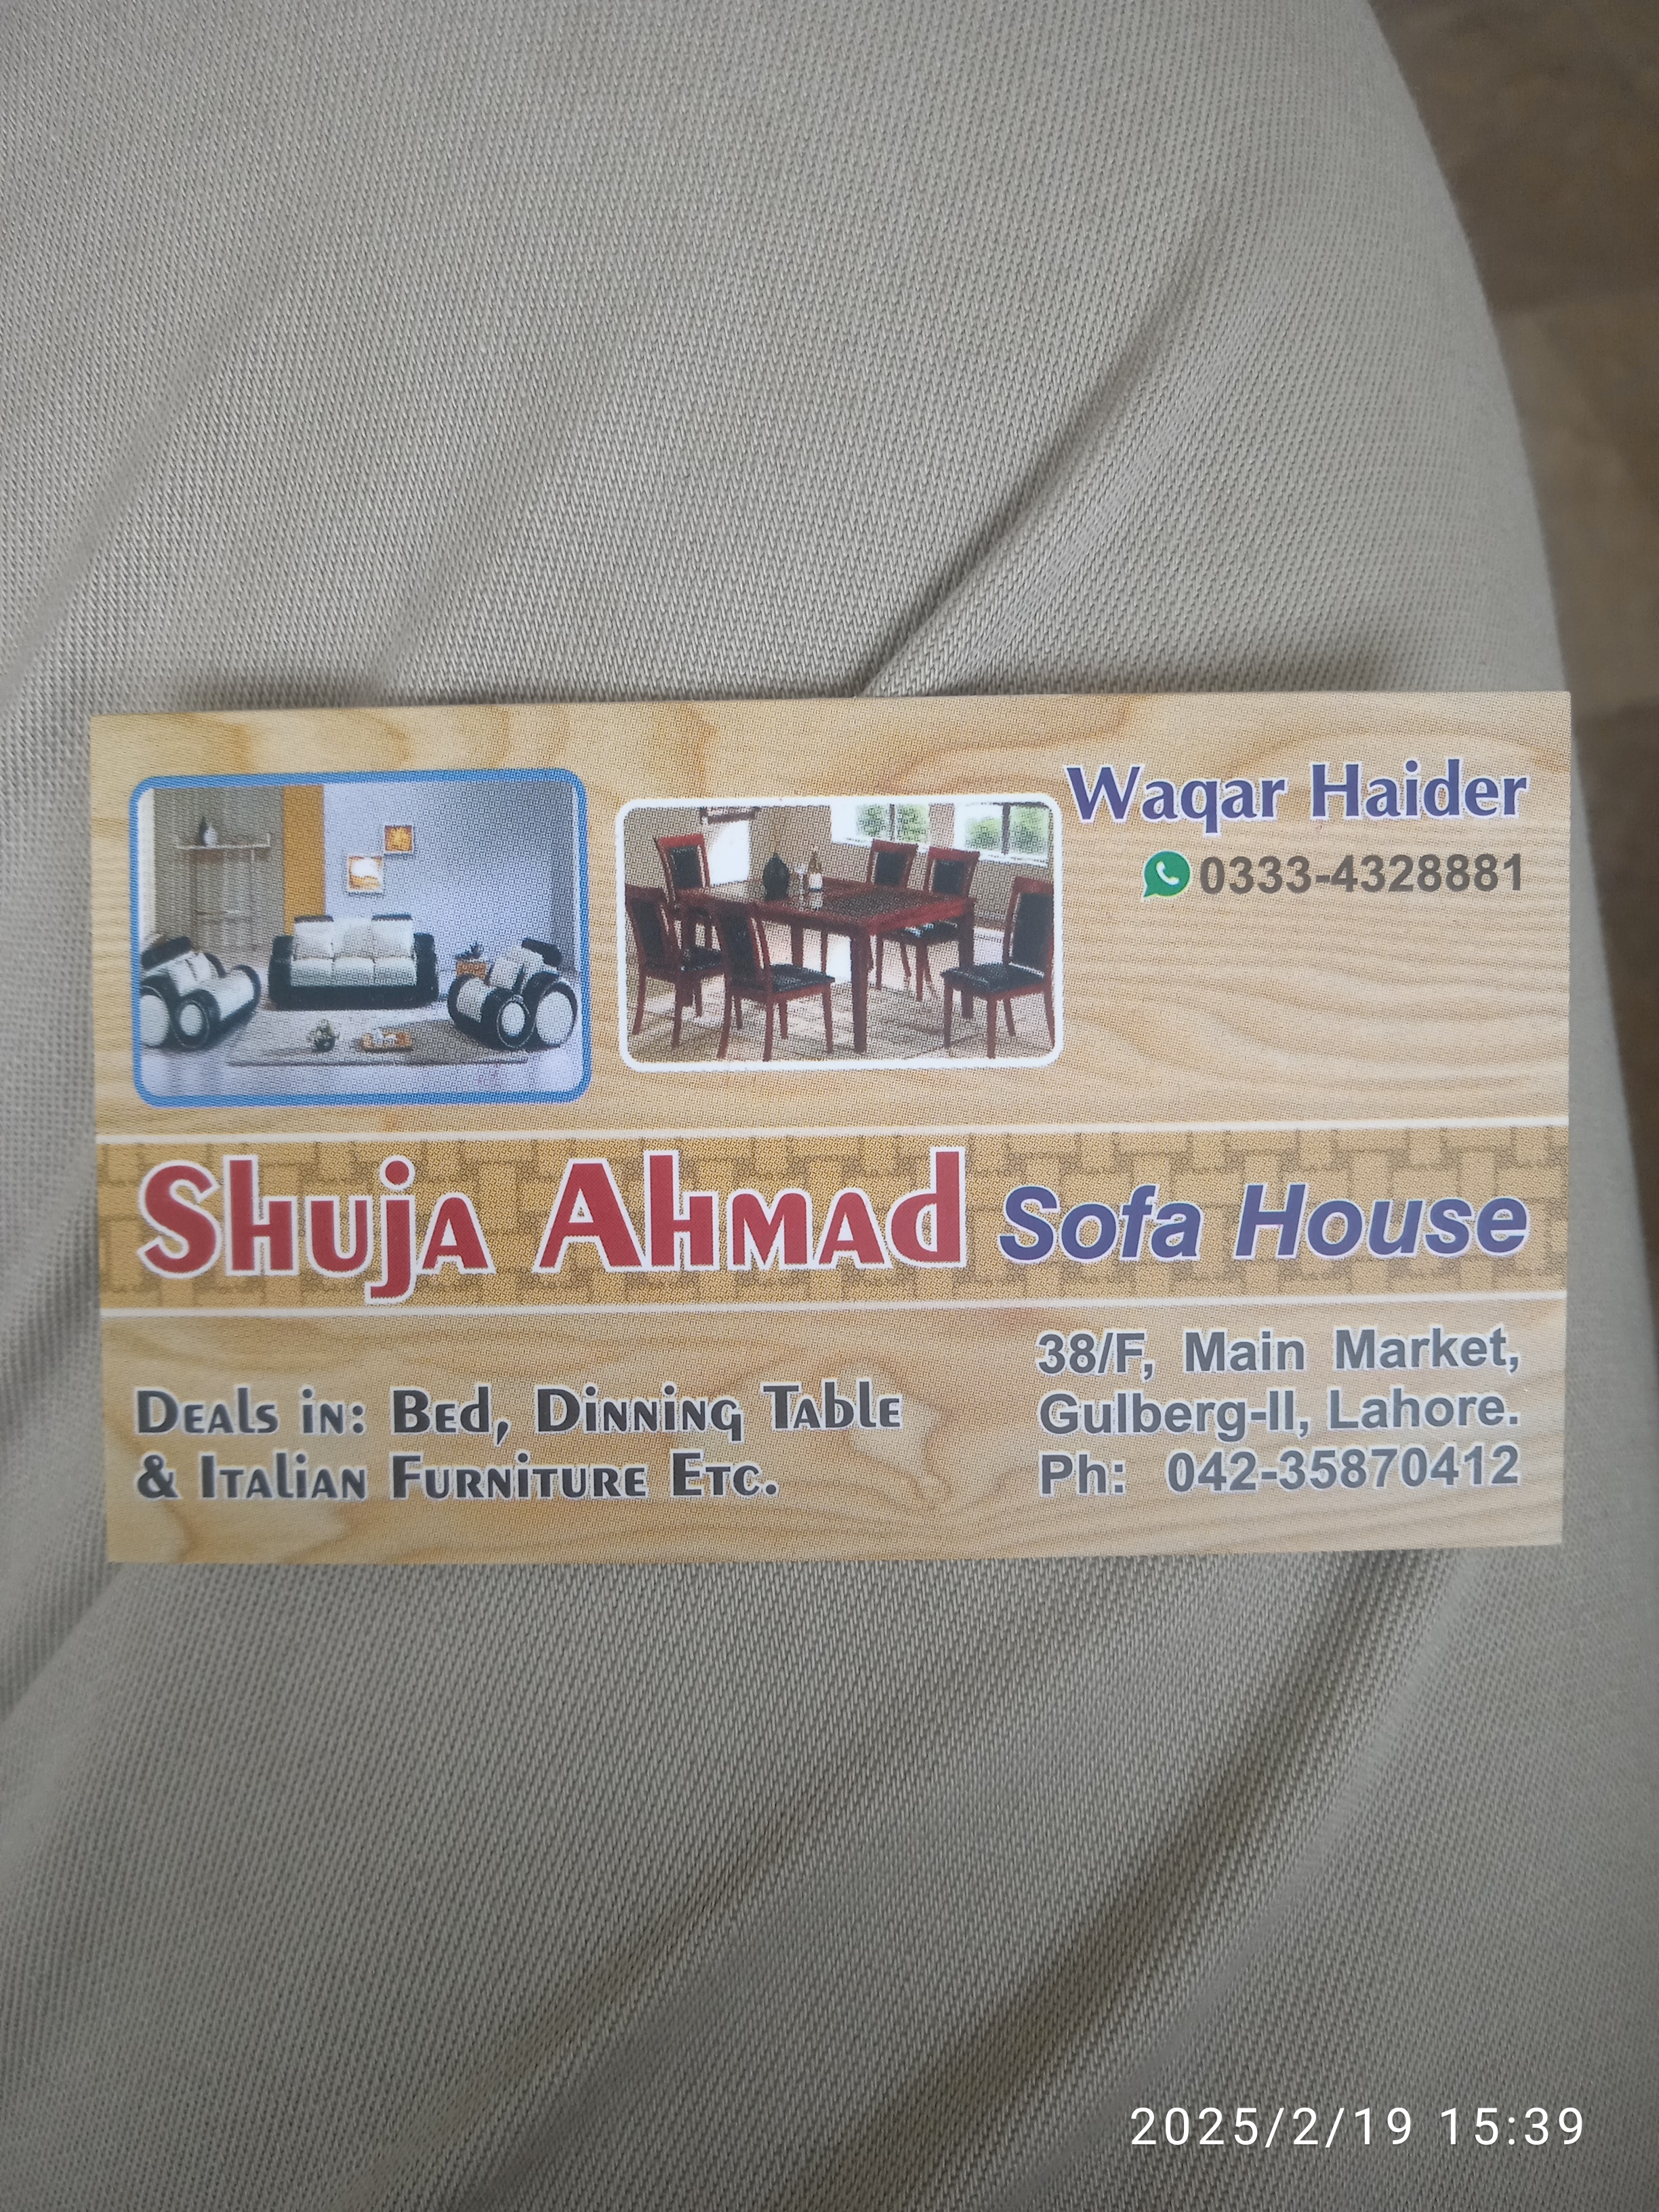 Waqar Haider
0333-4328881
Shuja Ahmad Sofa House
Deals in: Bed, Dinning Table
& Italian Furniture Etc.
38/F, Main Market,
Gulberg-II, Lahore.
Ph: 042-35870412
2025/2/19 15:39